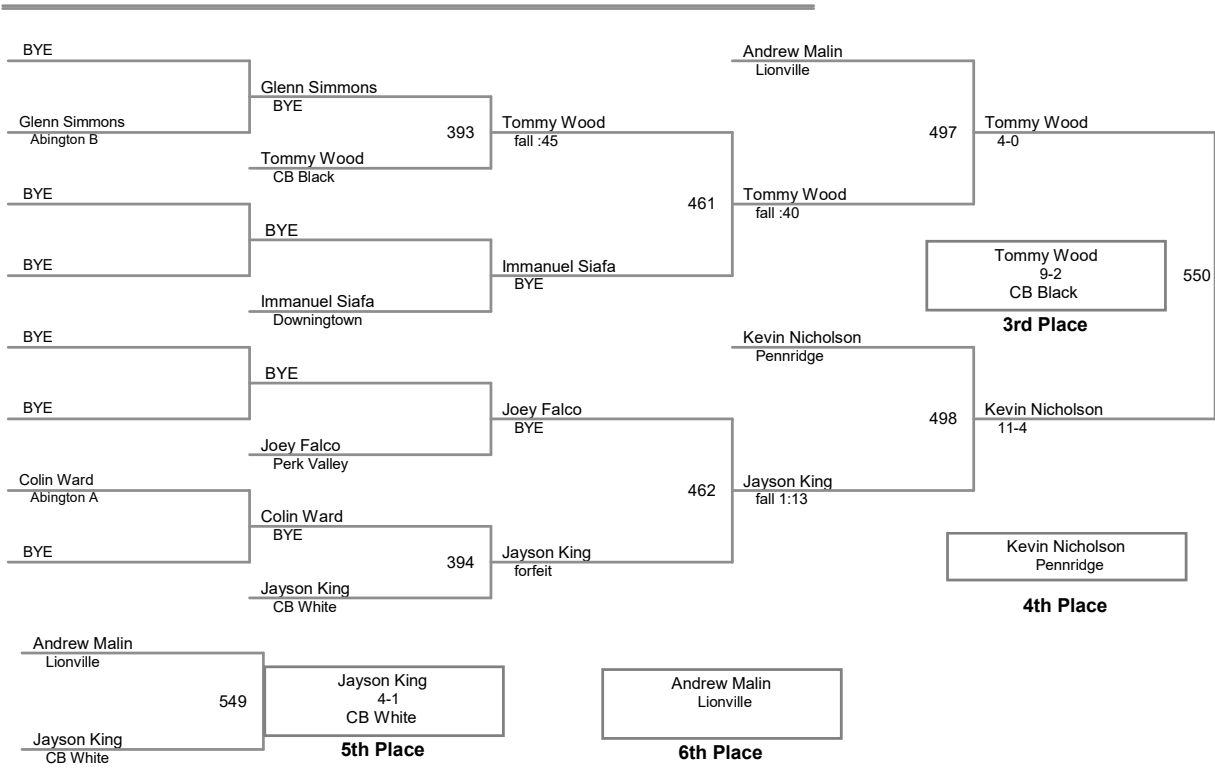 BYE
Andrew Malin
Lionville
Glenn Simmons
BYE
Glenn Simmons
Abington B
393
Tommy Wood
fall :45
497
Tommy Wood
4-0
Tommy Wood
CB Black
BYE
461
Tommy Wood
fall :40
BYE
Tommy Wood
9-2
CB Black
550
BYE
Immanuel Siafa
BYE
Immanuel Siafa
Downingtown
3rd Place
BYE
Kevin Nicholson
Pennridge
BYE
BYE
Joey Falco
BYE
498
Kevin Nicholson
11-4
Joey Falco
Perk Valley
Colin Ward
Abington A
462
Jayson King
fall 1:13
Colin Ward
BYE
BYE
394
Jayson King
forfeit
Kevin Nicholson
Pennridge
Jayson King
CB White
4th Place
Andrew Malin
Lionville
549
Jayson King
4-1
CB White
Andrew Malin
Lionville
Jayson King
CB White
5th Place
6th Place